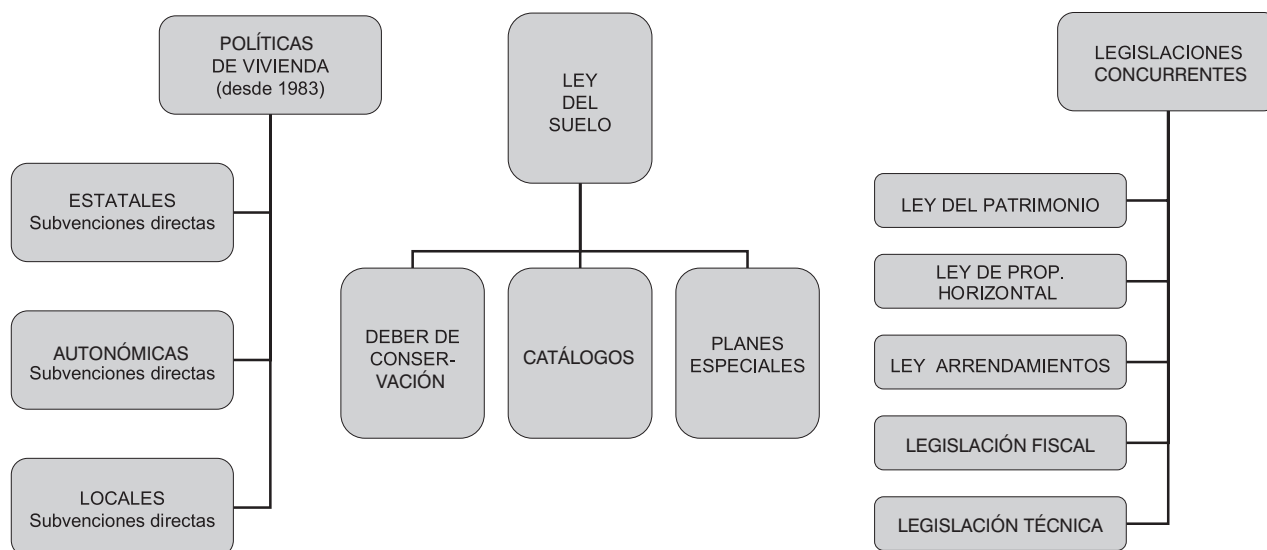 POLÍTICAS
DE VIVIENDA
(desde 1983)
ESTATALES
Subvenciones directas
AUTONÓMICAS
Subvenciones directas
LOCALES
Subvenciones directas
LEY
DEL
SUELO
DEBER DE
CONSER-
VACIÓN
CATÁLOGOS
PLANES
ESPECIALES
LEGISLACIONES
CONCURRENTES
LEY DEL PATRIMONIO
LEY DE PROP.
HORIZONTAL
LEY ARRENDAMIENTOS
LEGISLACIÓN FISCAL
LEGISLACIÓN TÉCNICA